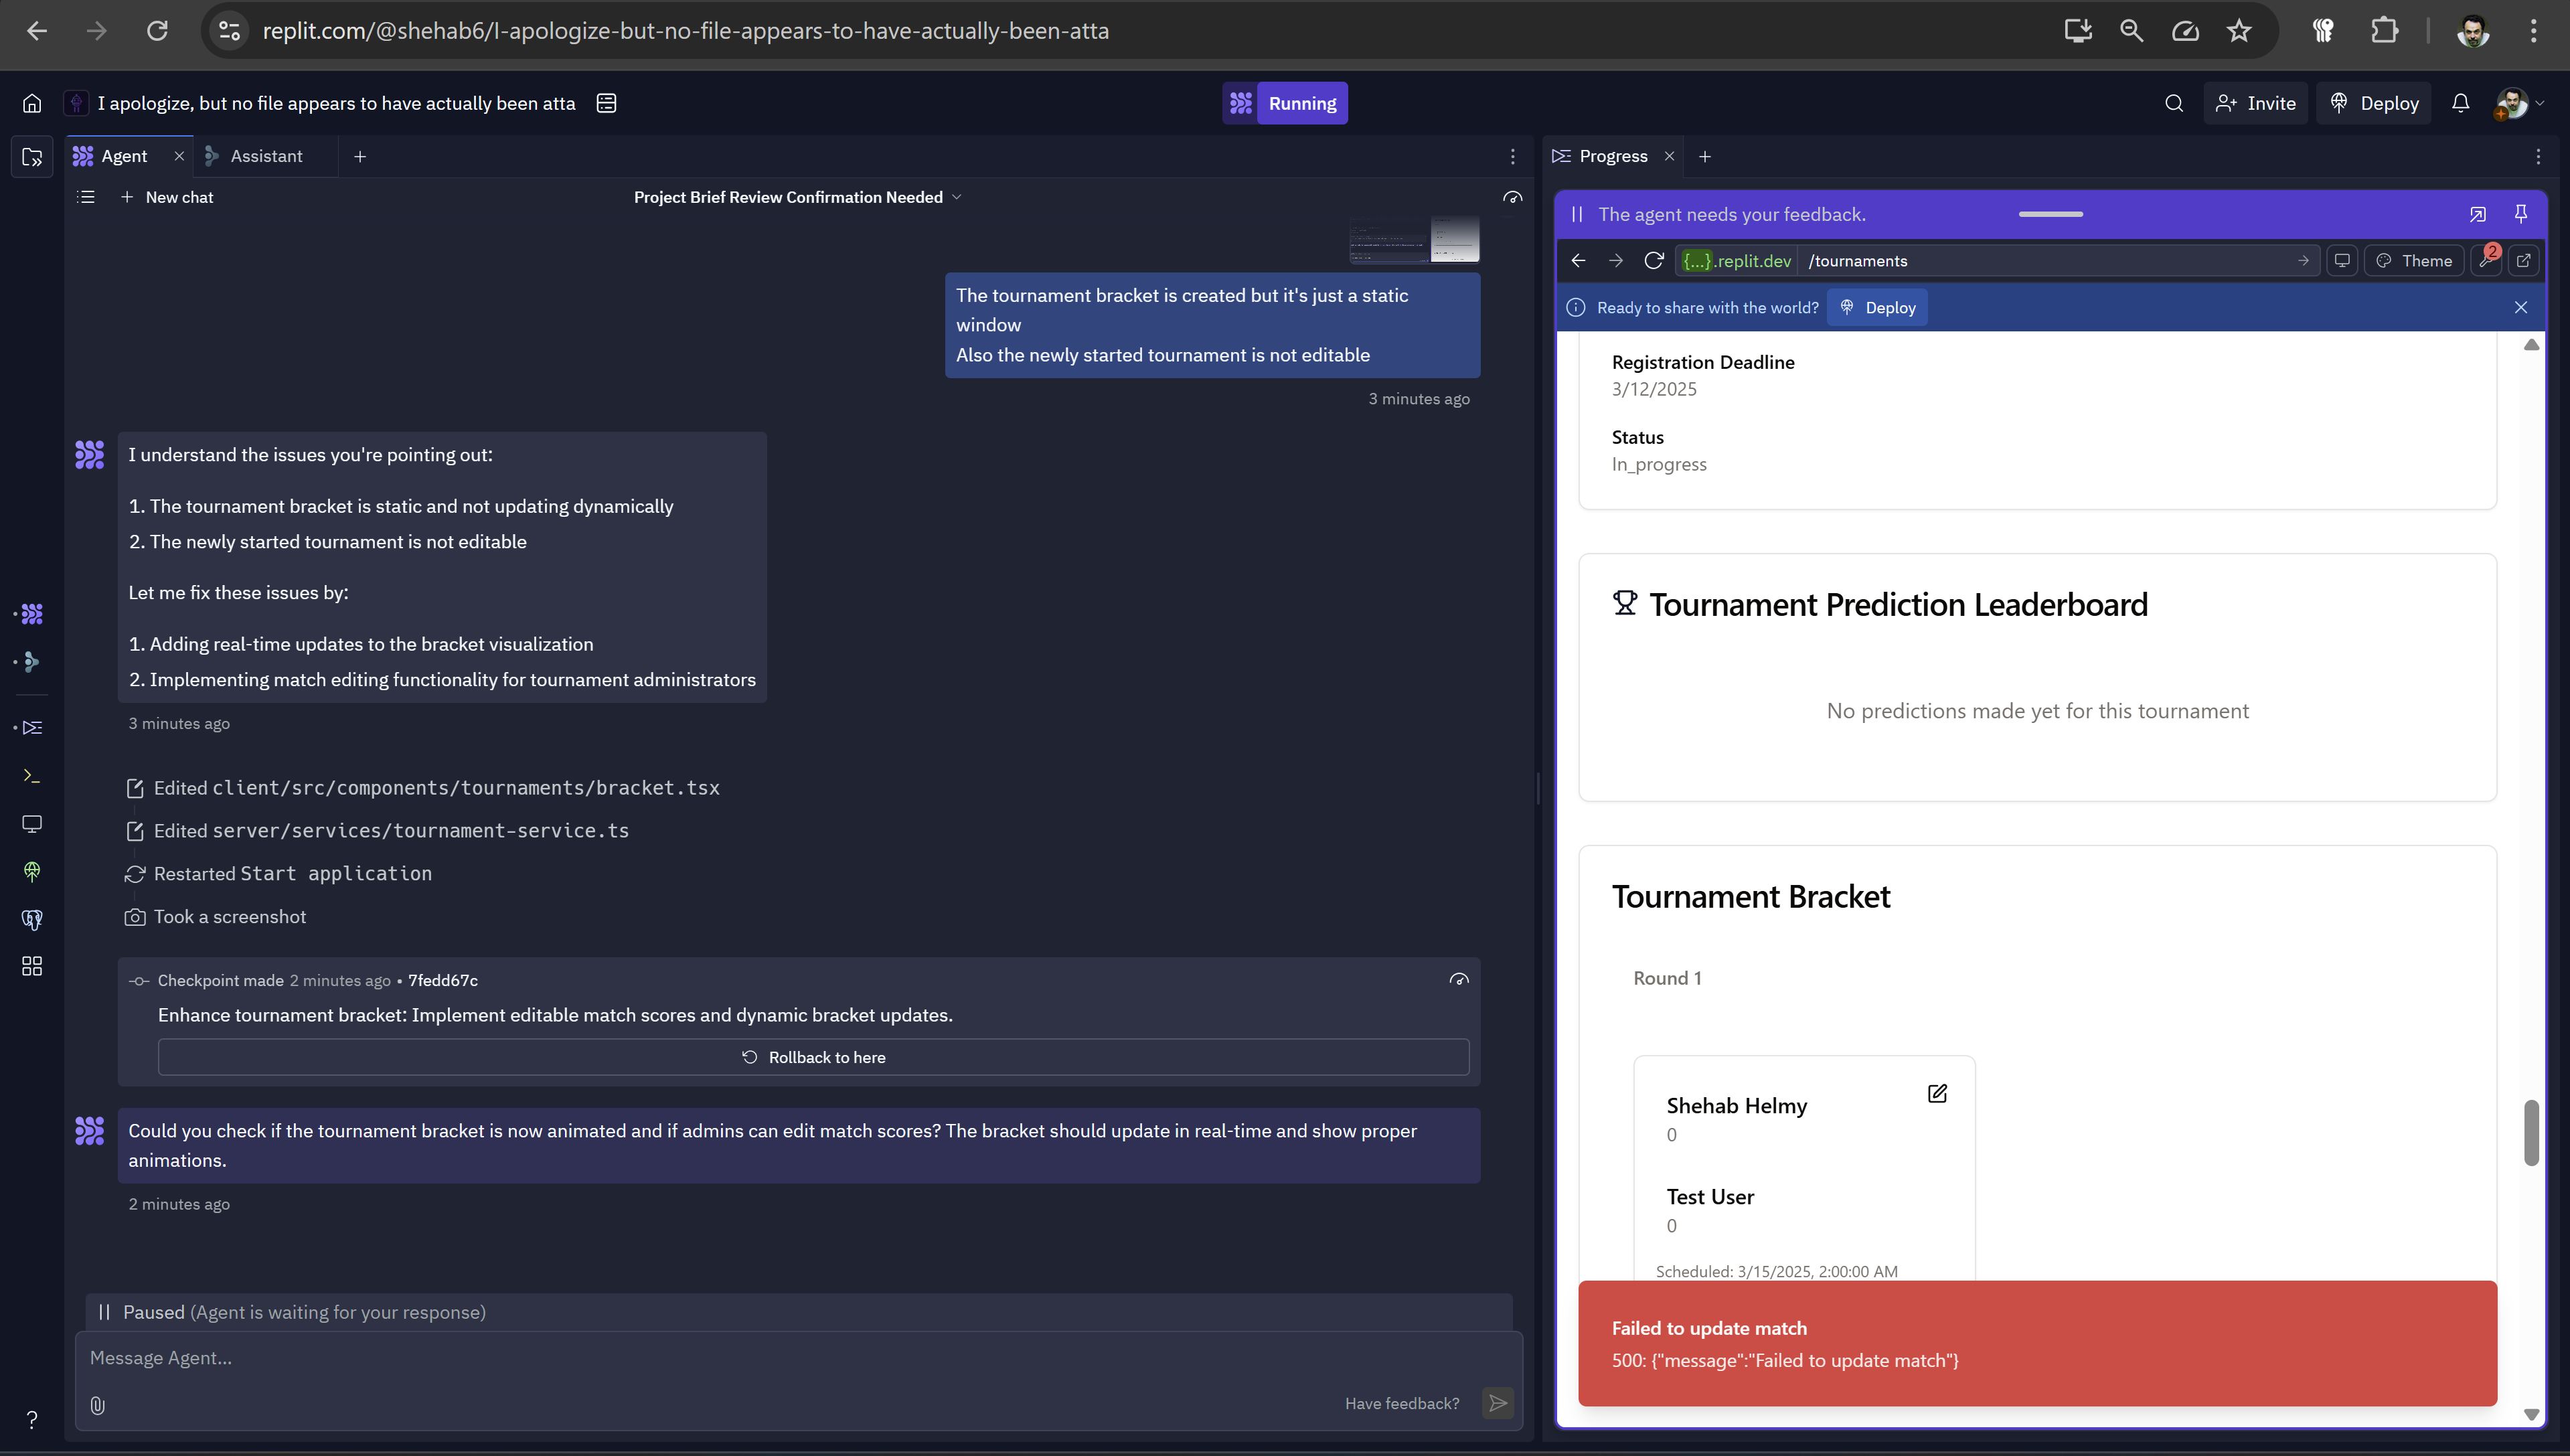 replit.com/@shehab6/I-apologize-but-no-file-appears-to-have-actually-been-atta
I apologize, but no file appears to have actually been atta
Running
Invite
Deploy
Agent
Assistant
New chat
Project Brief Review Confirmation Needed
The tournament bracket is created but it's just a static
window
Also the newly started tournament is not editable
3 minutes ago
I understand the issues you're pointing out:
1. The tournament bracket is static and not updating dynamically
2. The newly started tournament is not editable
Let me fix these issues by:
1. Adding real-time updates to the bracket visualization
2. Implementing match editing functionality for tournament administrators
3 minutes ago
Edited client/src/components/tournaments/bracket.tsx
Edited server/services/tournament-service.ts
Restarted Start application
Took a screenshot
Checkpoint made 2 minutes ago • 7fedd67c
Enhance tournament bracket: Implement editable match scores and dynamic bracket updates.
Rollback to here
Could you check if the tournament bracket is now animated and if admins can edit match scores? The bracket should update in real-time and show proper
animations.
2 minutes ago
Paused (Agent is waiting for your response)
Message Agent...
Have feedback?
Progress
The agent needs your feedback.
{...}.replit.dev /tournaments
Theme
2
Ready to share with the world?
Deploy
Registration Deadline
3/12/2025
Status
In_progress
Tournament Prediction Leaderboard
No predictions made yet for this tournament
Tournament Bracket
Round 1
Shehab Helmy
0
Test User
0
Scheduled: 3/15/2025, 2:00:00 AM
Failed to update match
500: {"message":"Failed to update match"}